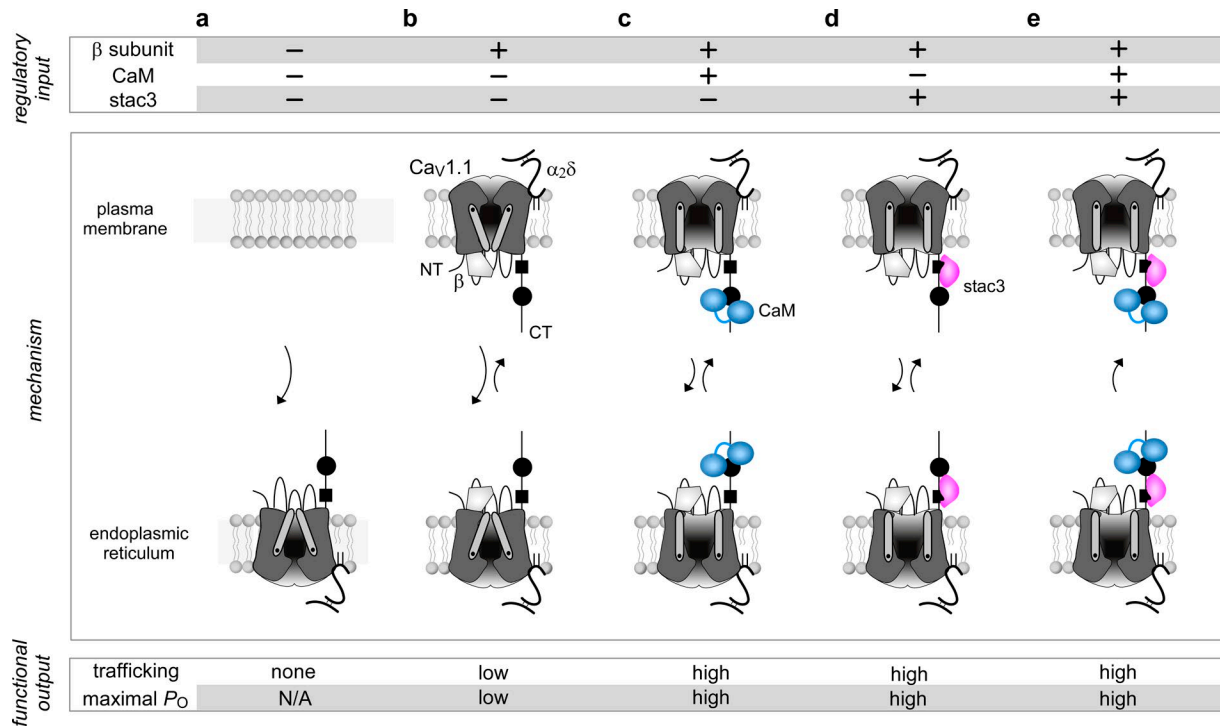 a b c d e
regulatory input
β subunit − + + + +
CaM − − + − +
stac3 − − − + +
mechanism
CaV1.1 α2δ
plasma
membrane
NT β
stac3
CaM
CT
endoplasmic
reticulum
functional output
trafficking none low high high high
maximal PO N/A low high high high